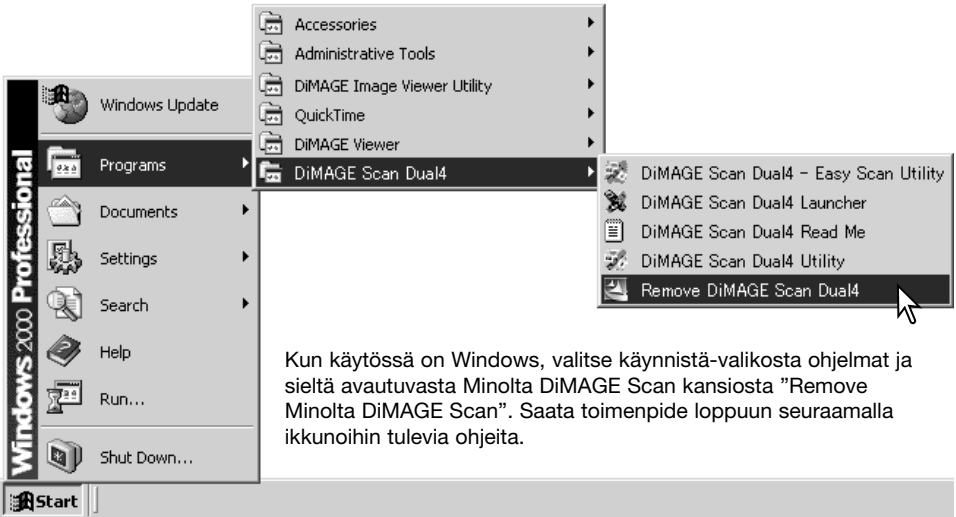 Accessories
Administrative Tools
DiMAGE Image Viewer Utility
QuickTime
DiMAGE Viewer
DiMAGE Scan Dual4
Windows Update
Programs
Documents
Settings
Search
Help
Run...
Shut Down...
Windows 2000 Professional
Start
DiMAGE Scan Dual4 - Easy Scan Utility
DiMAGE Scan Dual4 Launcher
DiMAGE Scan Dual4 Read Me
DiMAGE Scan Dual4 Utility
Remove DiMAGE Scan Dual4
Kun käytössä on Windows, valitse käynnistä-valikosta ohjelmat ja
sieltä avautuvasta Minolta DiMAGE Scan kansiosta ”Remove
Minolta DiMAGE Scan”. Saata toimenpide loppuun seuraamalla
ikkunoihin tulevia ohjeita.